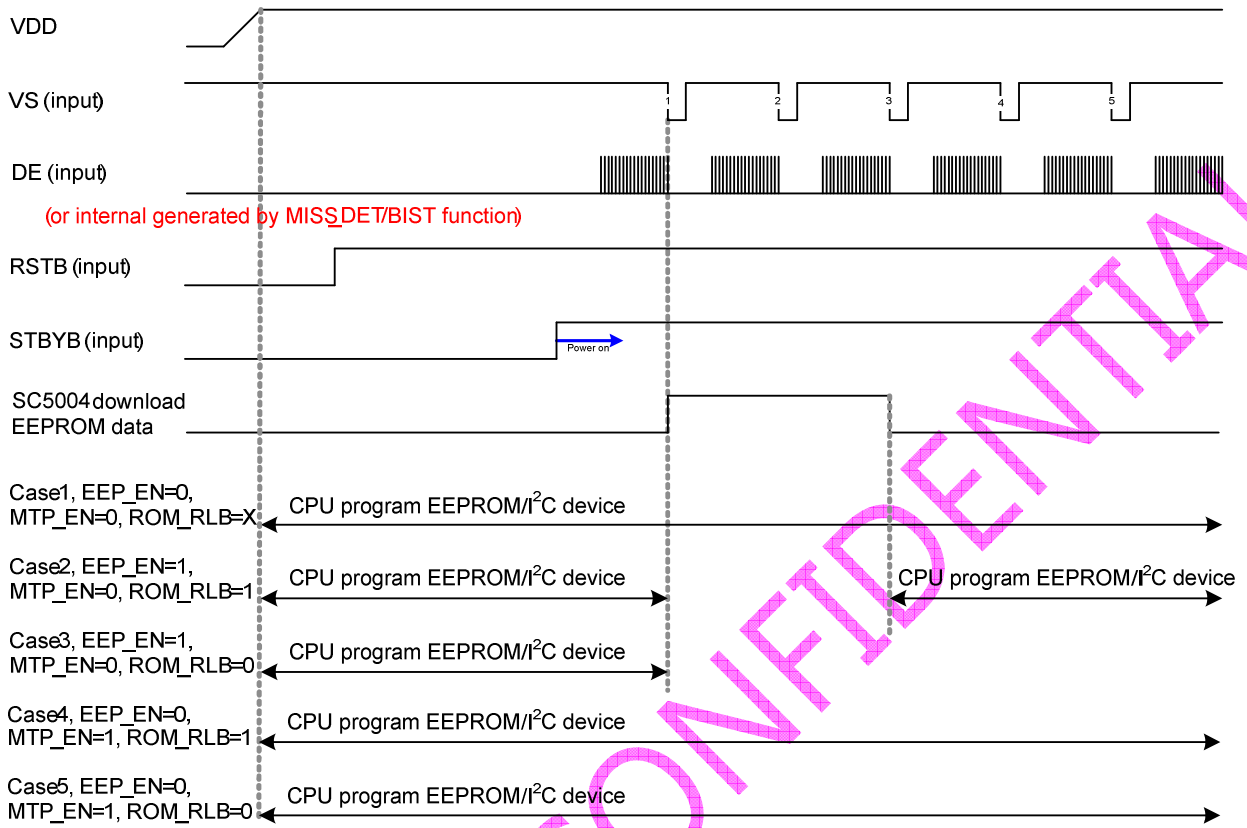 VDD
VS (input)
1 2 3 4 5
DE (input)
(or internal generated by MISS_DET/BIST function)
RSTB (input)
STBYB (input)
Power on
SC5004 download
EEPROM data
Case1, EEP_EN=0,
MTP_EN=0, ROM_RLB=X
CPU program EEPROM/I²C device
Case2, EEP_EN=1,
MTP_EN=0, ROM_RLB=1
CPU program EEPROM/I²C device
CPU program EEPROM/I²C device
Case3, EEP_EN=1,
MTP_EN=0, ROM_RLB=0
CPU program EEPROM/I²C device
Case4, EEP_EN=0,
MTP_EN=1, ROM_RLB=1
CPU program EEPROM/I²C device
Case5, EEP_EN=0,
MTP_EN=1, ROM_RLB=0
CPU program EEPROM/I²C device
ONFIDENTIA